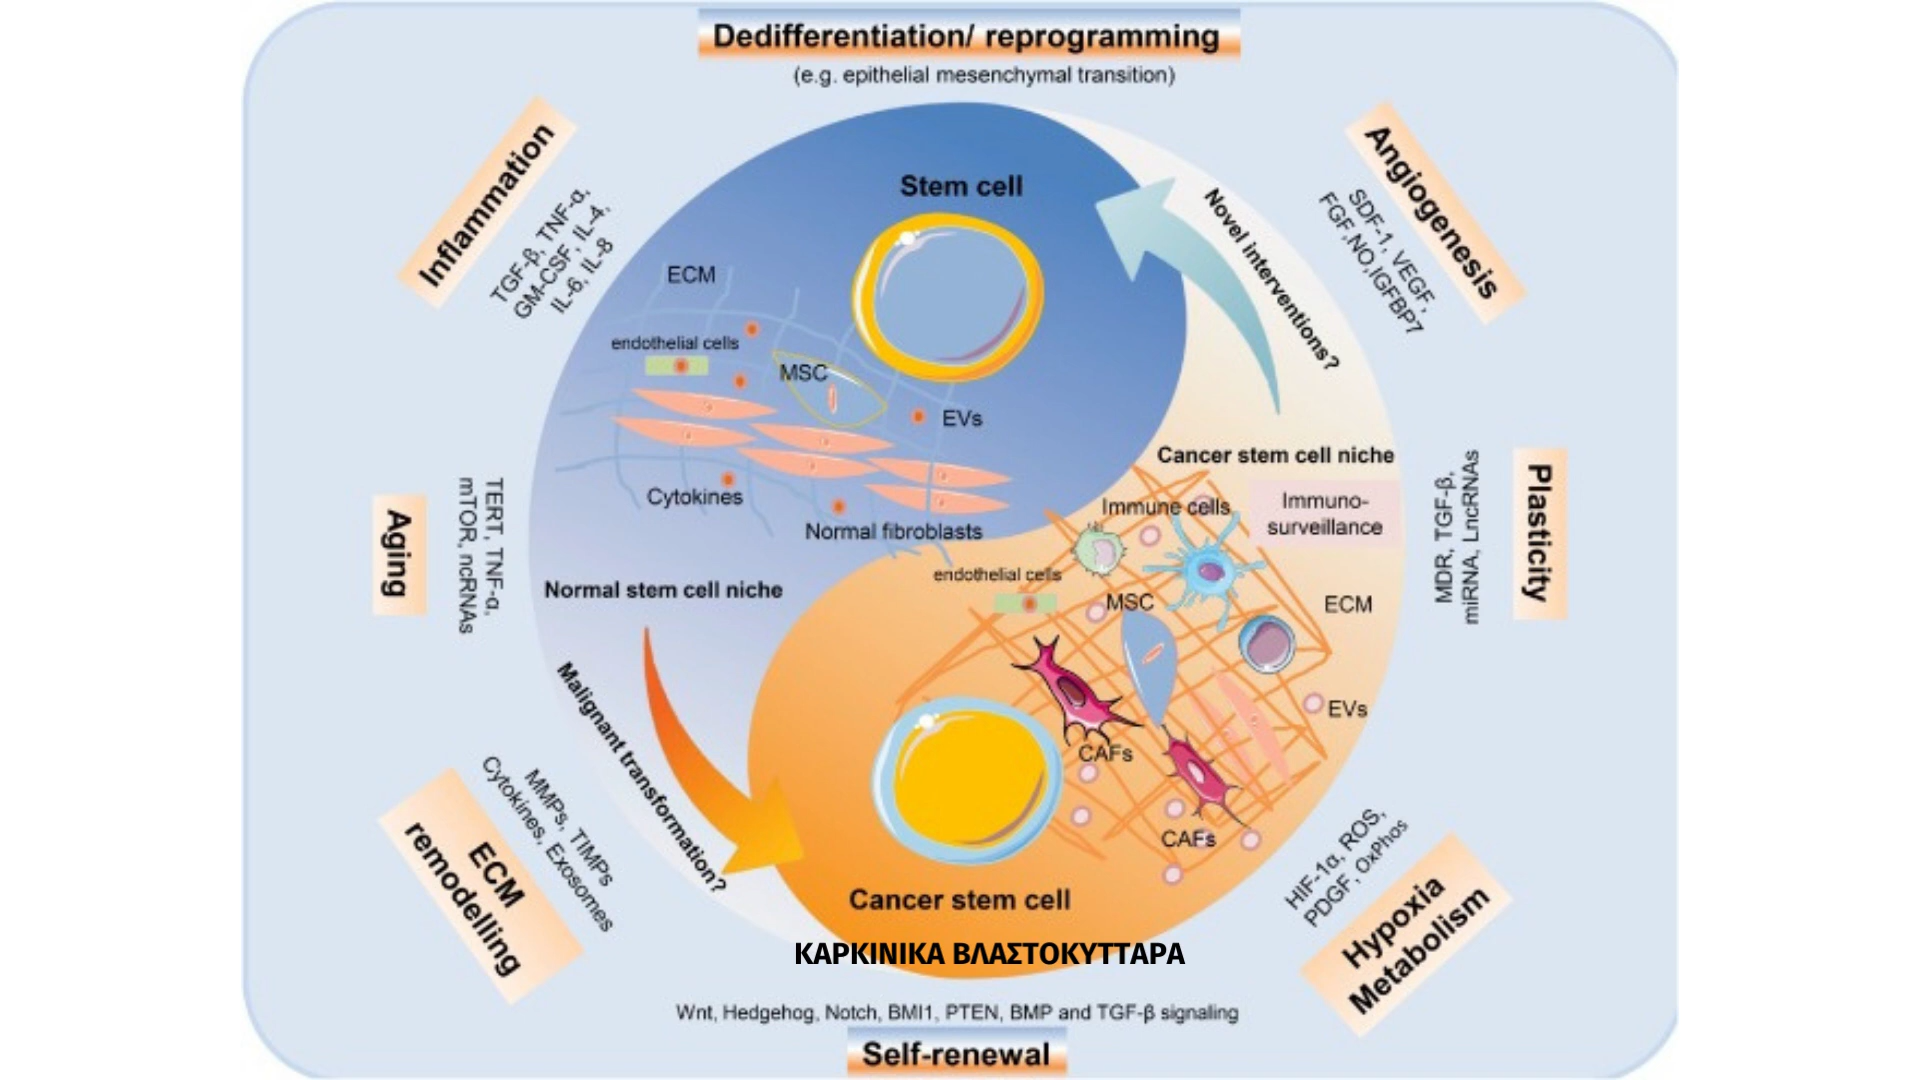 Dedifferentiation/ reprogramming
(e.g. epithelial mesenchymal transition)
Inflammation
TGF-β, TNF-α,
GM-CSF, IL-4,
IL-6, IL-8
Angiogenesis
SDF-1, VEGF,
FGF,NO,IGFBP7
Stem cell
Novel interventions?
ECM
endothelial cells
MSC
EVs
Cytokines
Normal fibroblasts
Normal stem cell niche
Malignant transformation?
Cancer stem cell niche
Immune cells
Immuno-
surveillance
endothelial cells
MSC
ECM
EVs
CAFs
CAFs
Cancer stem cell
ΚΑΡΚΙΝΙΚΑ ΒΛΑΣΤΟΚΥΤΤΑΡΑ
Aging
TERT, TNF-α,
mTOR, ncRNAs
Plasticity
MDR, TGF-β,
miRNA, LncRNAs
ECM
remodelling
MMPs, TIMPs
Cytokines, Exosomes
HIF-1α, ROS,
PDGF, OxPhos
Hypoxia
Metabolism
Wnt, Hedgehog, Notch, BMI1, PTEN, BMP and TGF-β signaling
Self-renewal